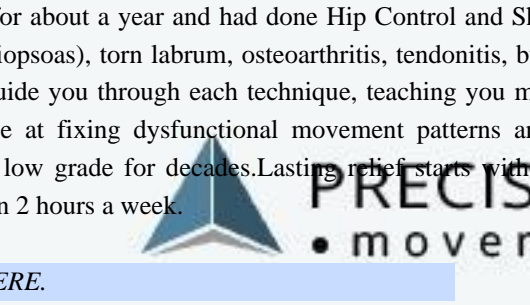 for about a year and had done Hip Control and Sh
iopsoas), torn labrum, osteoarthritis, tendonitis, b
uide you through each technique, teaching you m
e at fixing dysfunctional movement patterns a
low grade for decades.Lasting relief starts with
n 2 hours a week.
PRECIS
• mover
ERE.